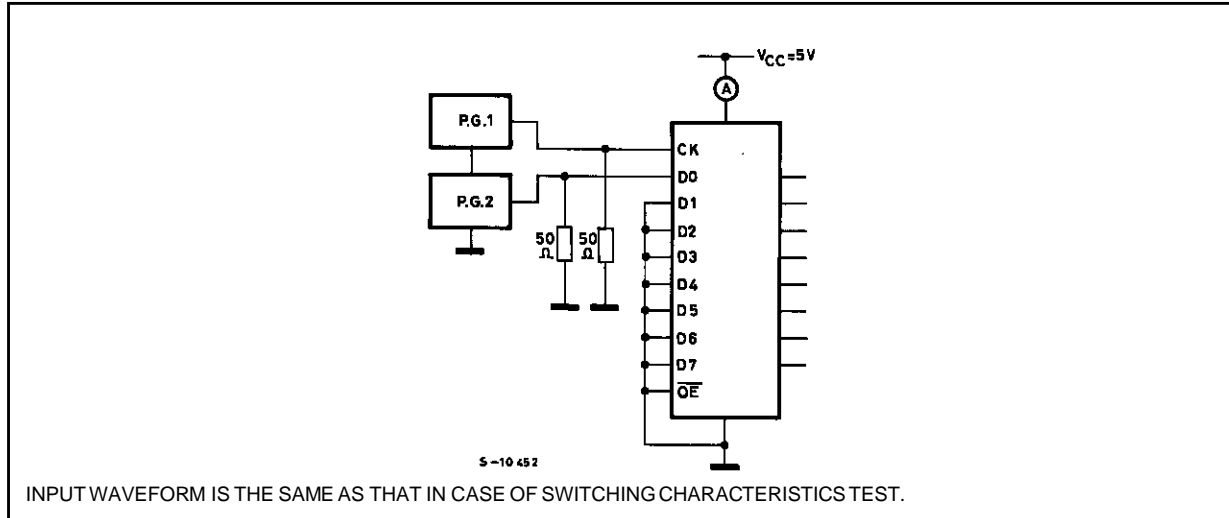 VCC=5V
A
P.G.1
CK
D0
P.G.2
D1
D2
50 Ω 50 Ω
D3
D4
D5
D6
D7
OE
S-10452
INPUT WAVEFORM IS THE SAME AS THAT IN CASE OF SWITCHING CHARACTERISTICS TEST.